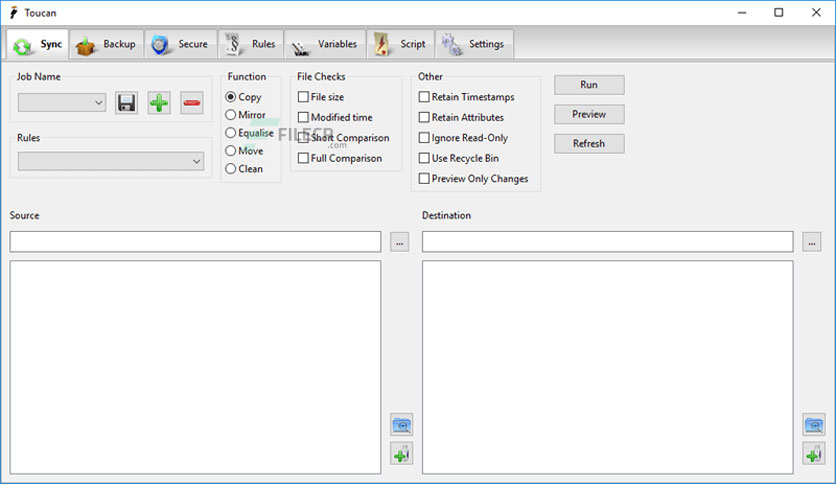 Toucan
Sync Backup Secure Rules Variables Script Settings
Job Name
Rules
Function
Copy
Mirror
Equalise
Move
Clean
File Checks
File size
Modified time
Short Comparison
Full Comparison
Other
Retain Timestamps
Retain Attributes
Ignore Read-Only
Use Recycle Bin
Preview Only Changes
Run
Preview
Refresh
FILECR
.com
Source
...
Destination
...